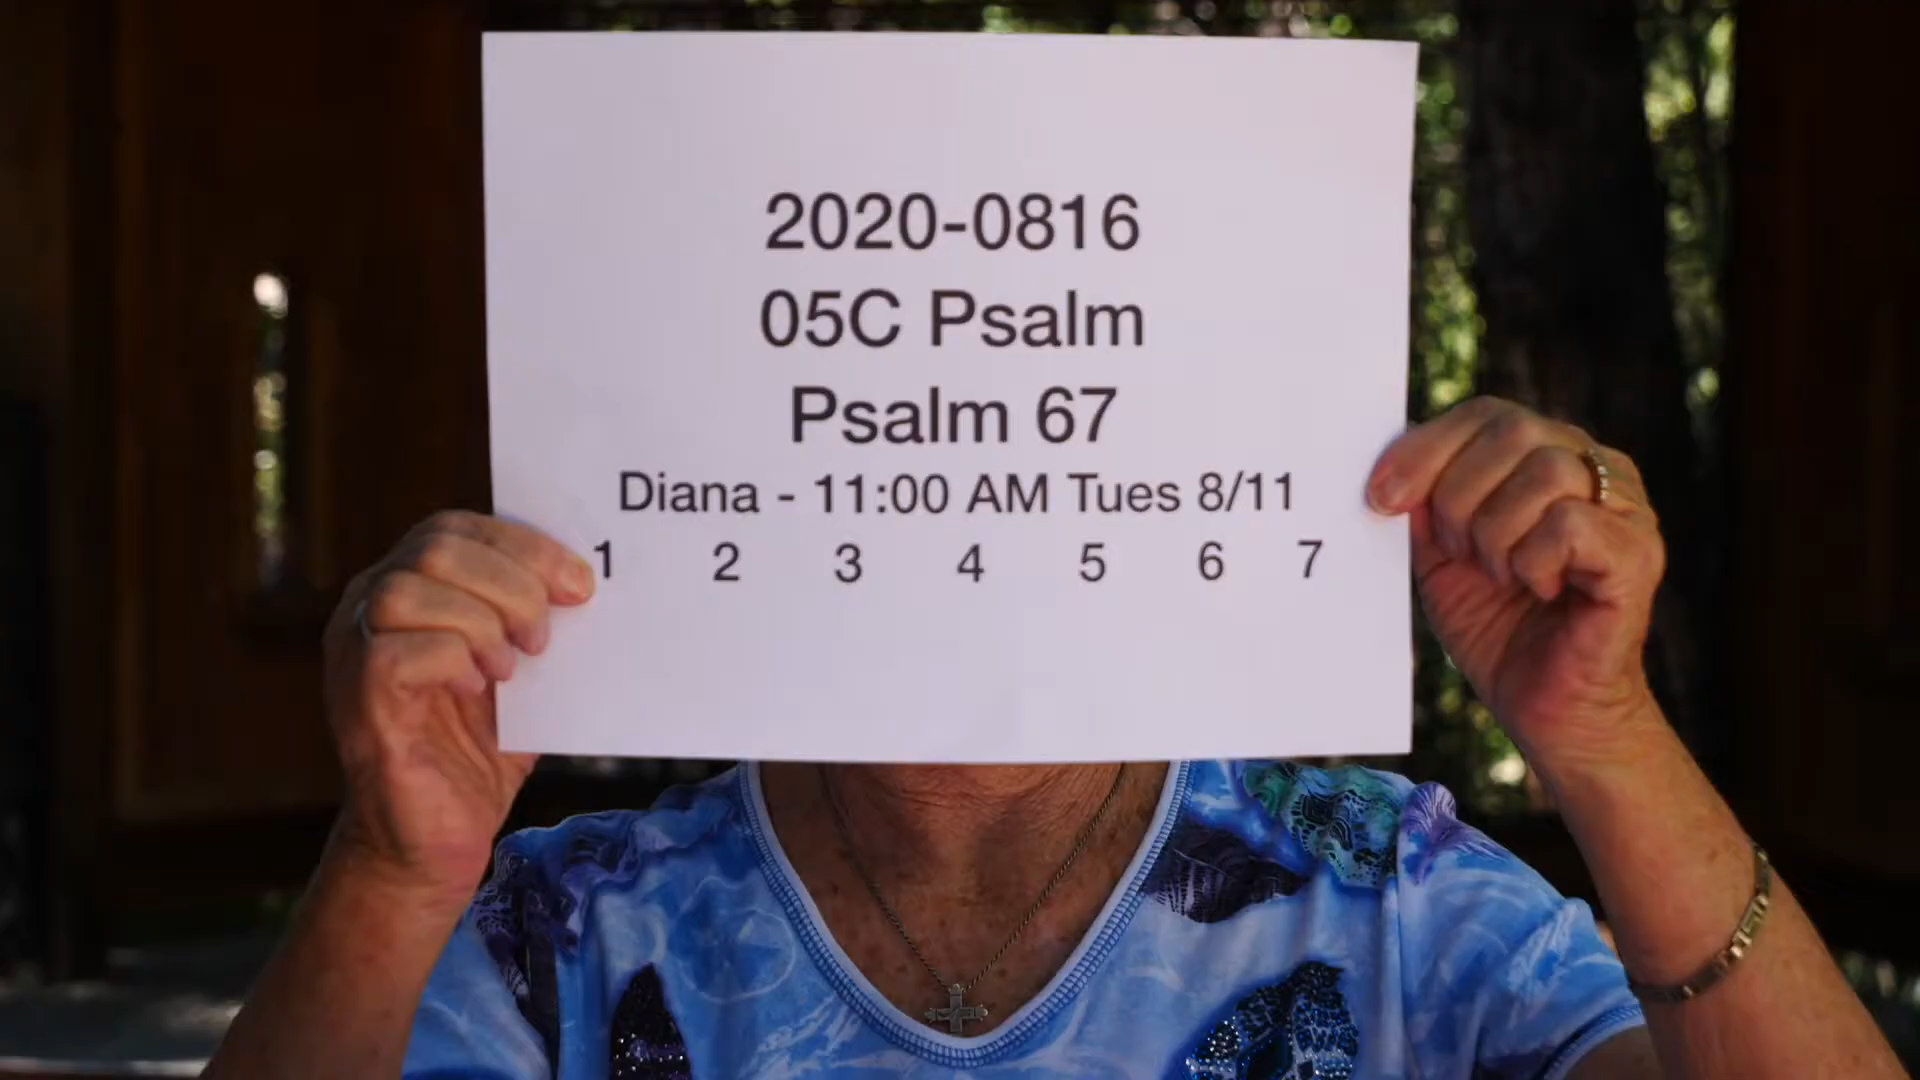 2020-0816
05C Psalm
Psalm 67
Diana - 11:00 AM Tues 8/11
1 2 3 4 5 6 7